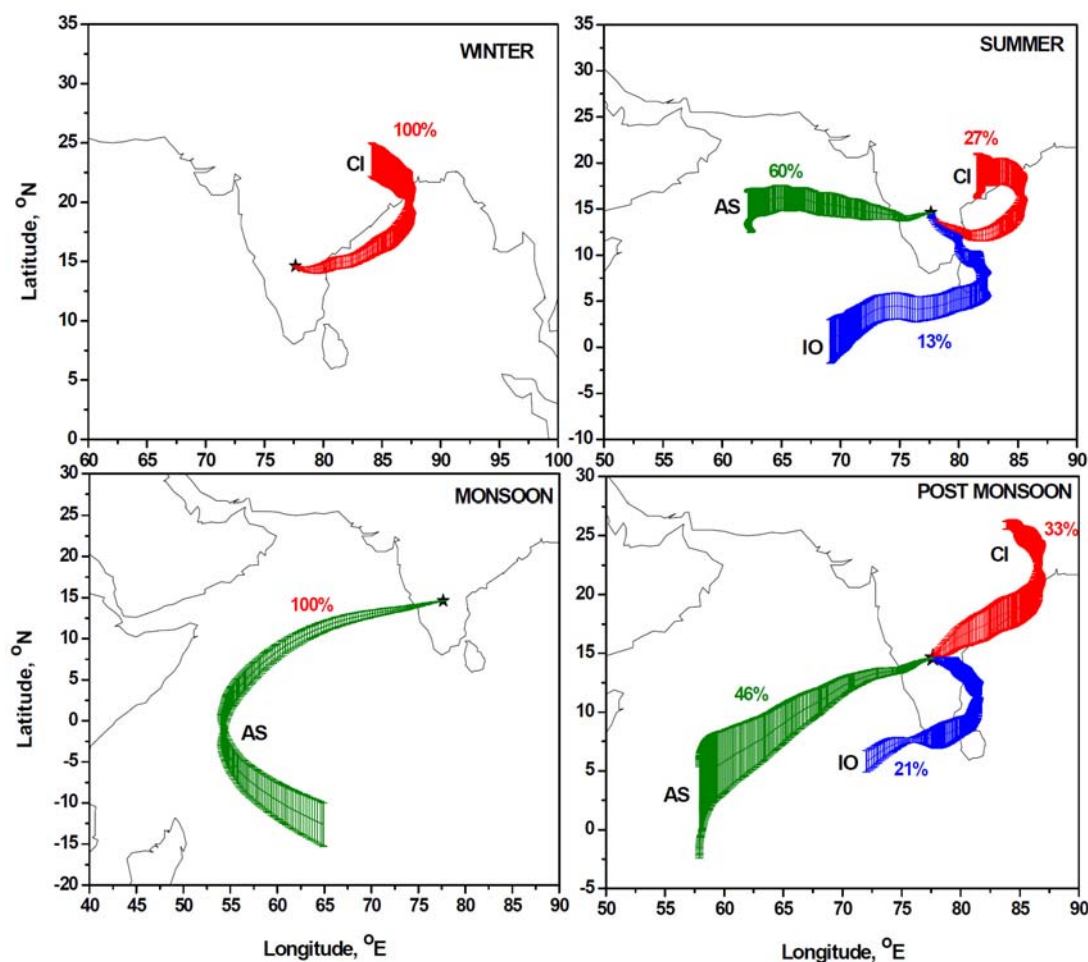 WINTER
35
30
25
20
15
10
5
0
Latitude, °N
100%
CI
60 65 70 75 80 85 90 95 100
SUMMER
35
30
25
20
15
10
5
0
-5
-10
27%
CI
60%
AS
IO
13%
50 55 60 65 70 75 80 85 90
MONSOON
30
25
20
15
10
5
0
-5
-10
-15
-20
Latitude, °N
100%
AS
40 45 50 55 60 65 70 75 80 85 90
Longitude, °E
POST MONSOON
30
25
20
15
10
5
0
-5
33%
CI
46%
IO
21%
AS
50 55 60 65 70 75 80 85 90
Longitude, °E